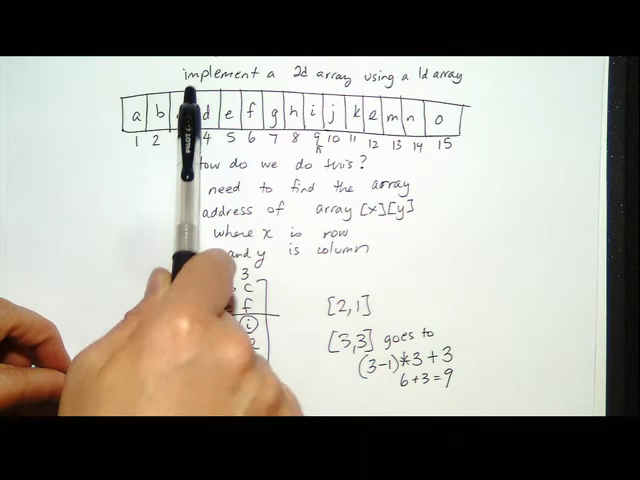 implement a 2d array using a 1d array
a b d e f g h i j k l m n o
1 2 4 5 6 7 8 9 10 11 12 13 14 15
do we do this?
need to find the array
address of array [x][y]
where x is row
and y is column
3
c
f [2,1]
i [3,3] goes to
(3-1)*3+3
6+3=9